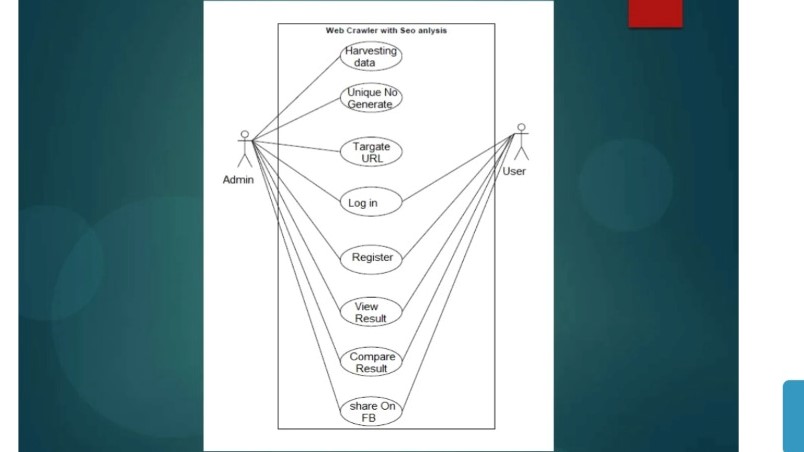 Web Crawler with Seo anlysis
Harvesting
data
Unique No
Generate
Targate
URL
Admin
User
Log in
Register
View
Result
Compare
Result
share On
FB